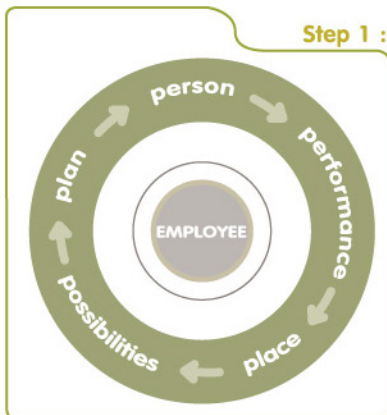 Step 1 :
person
performance
place
possibilities
plan
EMPLOYEE